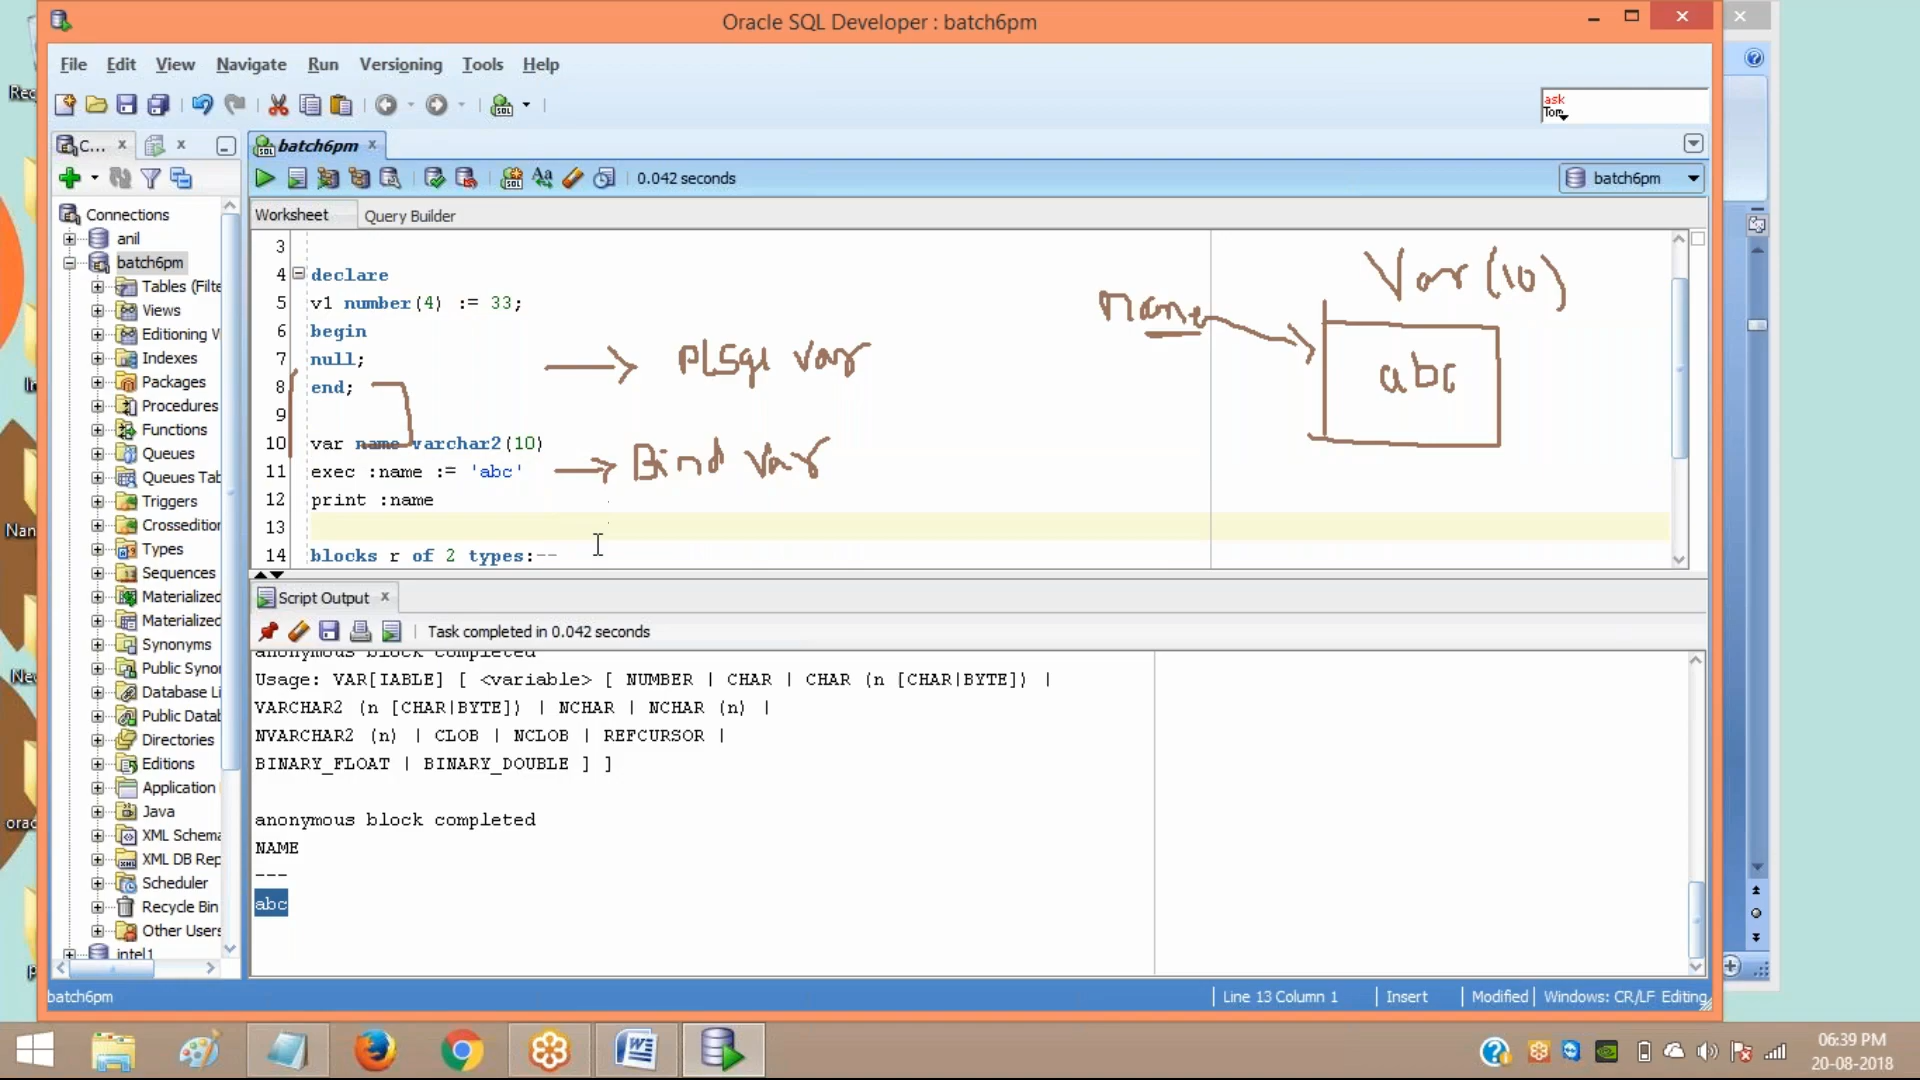 Oracle SQL Developer : batch6pm
File Edit View Navigate Run Versioning Tools Help
ask
Tom
C...
batch6pm
0.042 seconds
batch6pm
Connections
anil
batch6pm
Tables (Filte
Views
Editioning V
Indexes
Packages
Procedures
Functions
Queues
Queues Tab
Triggers
Crossedition
Types
Sequences
Materialized
Materialized
Synonyms
Public Syno
Database Li
Public Datab
Directories
Editions
Application
Java
XML Schema
XML DB Rep
Scheduler
Recycle Bin
Other Users
intel1
Worksheet Query Builder
3
4 declare
5 v1 number(4) := 33;
6 begin
7 null;
8 end;
9
10 var name varchar2(10)
11 exec :name := 'abc'
12 print :name
13
14 blocks r of 2 types:--
PLSql var
Bind var
name
Var(10)
abc
Script Output
Task completed in 0.042 seconds
anonymous block completed
Usage: VAR[IABLE] [ <variable> [ NUMBER | CHAR | CHAR (n [CHAR|BYTE]) |
VARCHAR2 (n [CHAR|BYTE]) | NCHAR | NCHAR (n) |
NVARCHAR2 (n) | CLOB | NCLOB | REFCURSOR |
BINARY_FLOAT | BINARY_DOUBLE ] ]
anonymous block completed
NAME
---
abc
batch6pm
Line 13 Column 1 Insert Modified Windows: CR/LF Editing
06:39 PM
20-08-2018